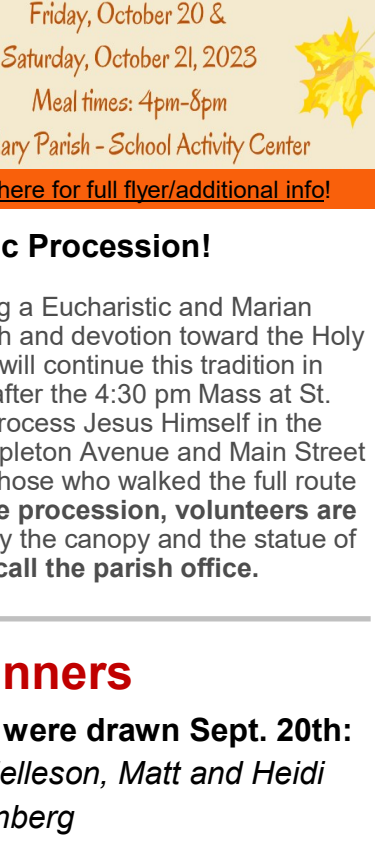 Friday, October 20 &
Saturday, October 21, 2023
Meal times: 4pm-8pm
ary Parish - School Activity Center
here for full flyer/additional info!
c Procession!
g a Eucharistic and Marian
h and devotion toward the Holy
will continue this tradition in
after the 4:30 pm Mass at St.
rocess Jesus Himself in the
pleton Avenue and Main Street
hose who walked the full route
e procession, volunteers are
y the canopy and the statue of
call the parish office.
nners
were drawn Sept. 20th:
elleson, Matt and Heidi
nberg